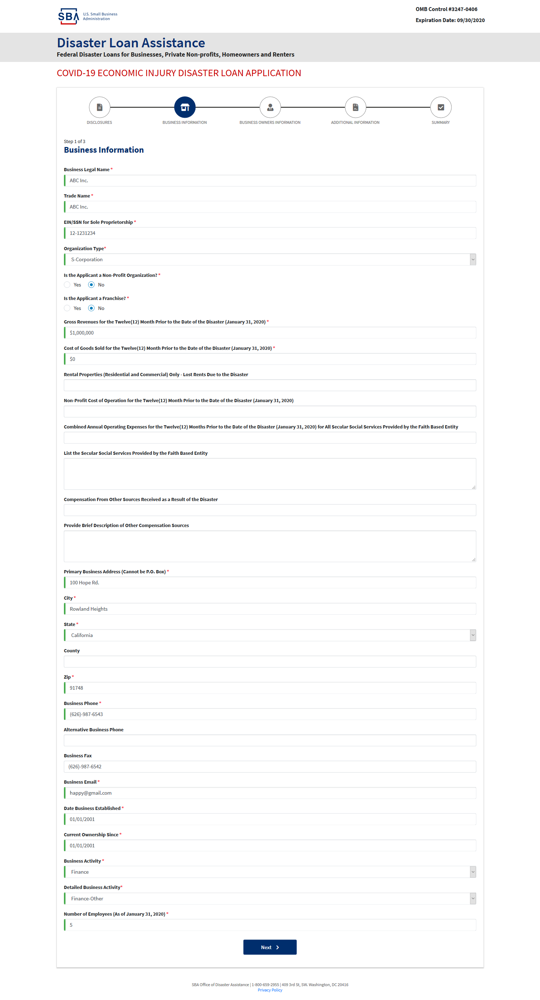 SBA
U.S. Small Business
Administration
OMB Control #3247-0406
Expiration Date: 09/30/2020
Disaster Loan Assistance
Federal Disaster Loans for Businesses, Private Non-profits, Homeowners and Renters
COVID-19 ECONOMIC INJURY DISASTER LOAN APPLICATION
DISCLOSURES
BUSINESS INFORMATION
BUSINESS OWNERS INFORMATION
ADDITIONAL INFORMATION
SUMMARY
Step 1 of 3
Business Information
Business Legal Name *
ABC Inc.
Trade Name *
ABC Inc.
EIN/SSN for Sole Proprietorship *
12-1231234
Organization Type*
S-Corporation
Is the Applicant a Non-Profit Organization? *
Yes No
Is the Applicant a Franchise? *
Yes No
Gross Revenues for the Twelve(12) Month Prior to the Date of the Disaster (January 31, 2020) *
$1,000,000
Cost of Goods Sold for the Twelve(12) Month Prior to the Date of the Disaster (January 31, 2020) *
$0
Rental Properties (Residential and Commercial) Only - Lost Rents Due to the Disaster
Non-Profit Cost of Operation for the Twelve(12) Month Prior to the Date of the Disaster (January 31, 2020)
Combined Annual Operating Expenses for the Twelve(12) Months Prior to the Date of the Disaster (January 31, 2020) for All Secular Social Services Provided by the Faith Based Entity
List the Secular Social Services Provided by the Faith Based Entity
Compensation From Other Sources Received as a Result of the Disaster
Provide Brief Description of Other Compensation Sources
Primary Business Address (Cannot be P.O. Box) *
100 Hope Rd.
City *
Rowland Heights
State *
California
County
Zip *
91748
Business Phone *
(626)-987-6543
Alternative Business Phone
Business Fax
(626)-987-6542
Business Email *
happy@gmail.com
Date Business Established *
01/01/2001
Current Ownership Since *
01/01/2001
Business Activity *
Finance
Detailed Business Activity*
Finance-Other
Number of Employees (As of January 31, 2020) *
5
Next
SBA Office of Disaster Assistance | 1-800-659-2955 | 409 3rd St, SW. Washington, DC 20416
Privacy Policy